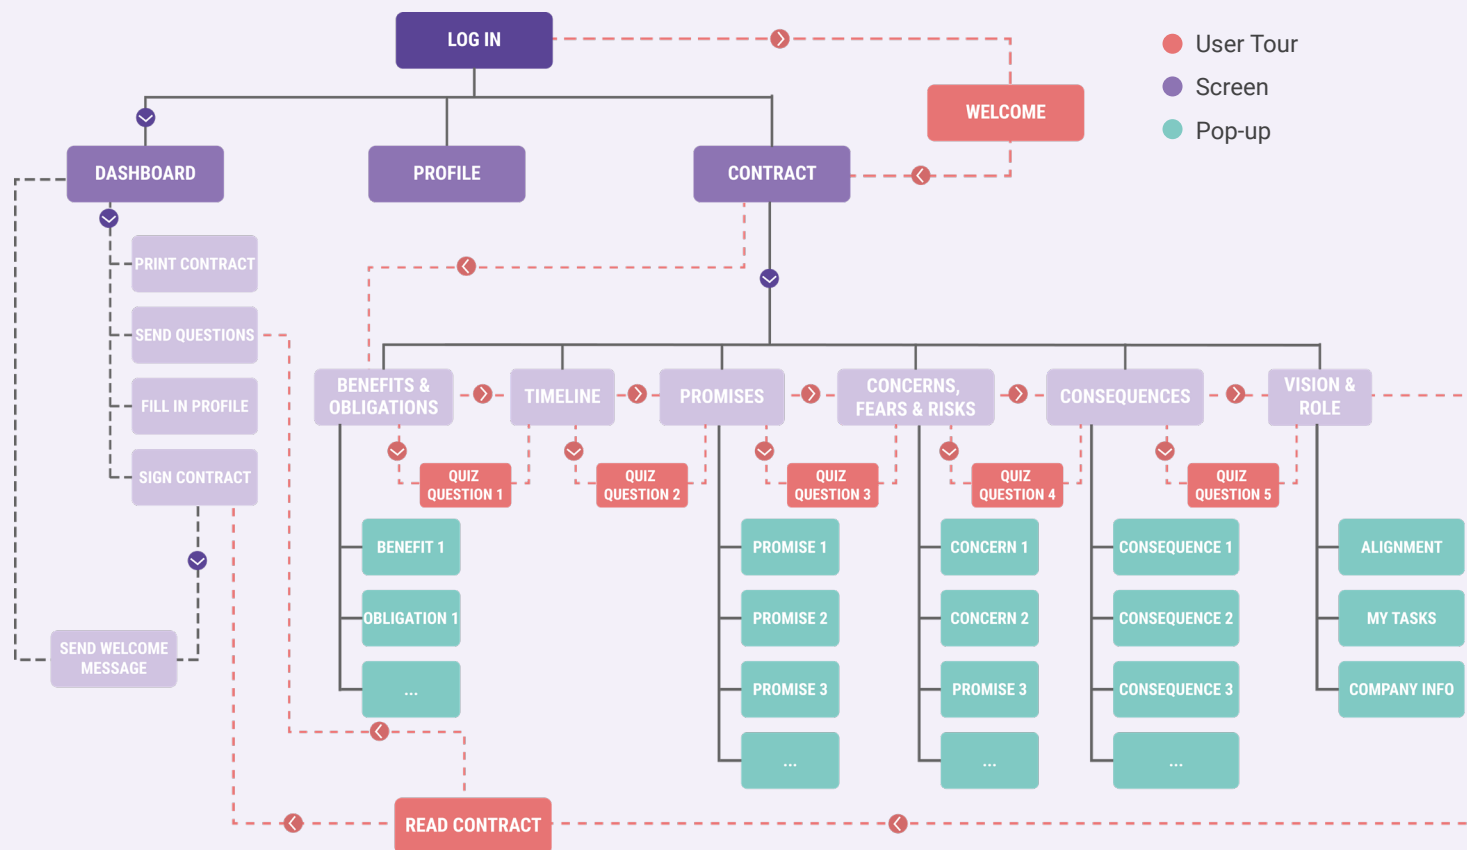 LOG IN
User Tour
Screen
Pop-up
WELCOME
DASHBOARD
PROFILE
CONTRACT
PRINT CONTRACT
SEND QUESTIONS
FILL IN PROFILE
SIGN CONTRACT
SEND WELCOME
MESSAGE
BENEFITS &
OBLIGATIONS
TIMELINE
PROMISES
CONCERNS,
FEARS & RISKS
CONSEQUENCES
VISION &
ROLE
QUIZ
QUESTION 1
QUIZ
QUESTION 2
QUIZ
QUESTION 3
QUIZ
QUESTION 4
QUIZ
QUESTION 5
BENEFIT 1
OBLIGATION 1
...
PROMISE 1
PROMISE 2
PROMISE 3
...
CONCERN 1
CONCERN 2
PROMISE 3
...
CONSEQUENCE 1
CONSEQUENCE 2
CONSEQUENCE 3
...
ALIGNMENT
MY TASKS
COMPANY INFO
READ CONTRACT